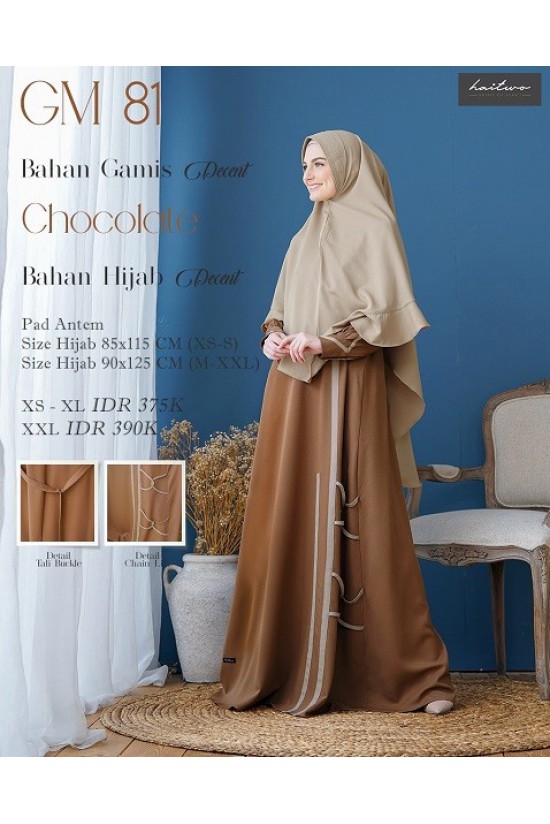 GM 81
haitwo
Bahan Gamis Decent
Chocolate
Bahan Hijab Decent
Pad Antem
Size Hijab 85x115 CM (XS-S)
Size Hijab 90x125 CM (M-XXL)
XS - XL IDR 375K
XXL IDR 390K
Detail
Tali Buckle
Detail
Chain